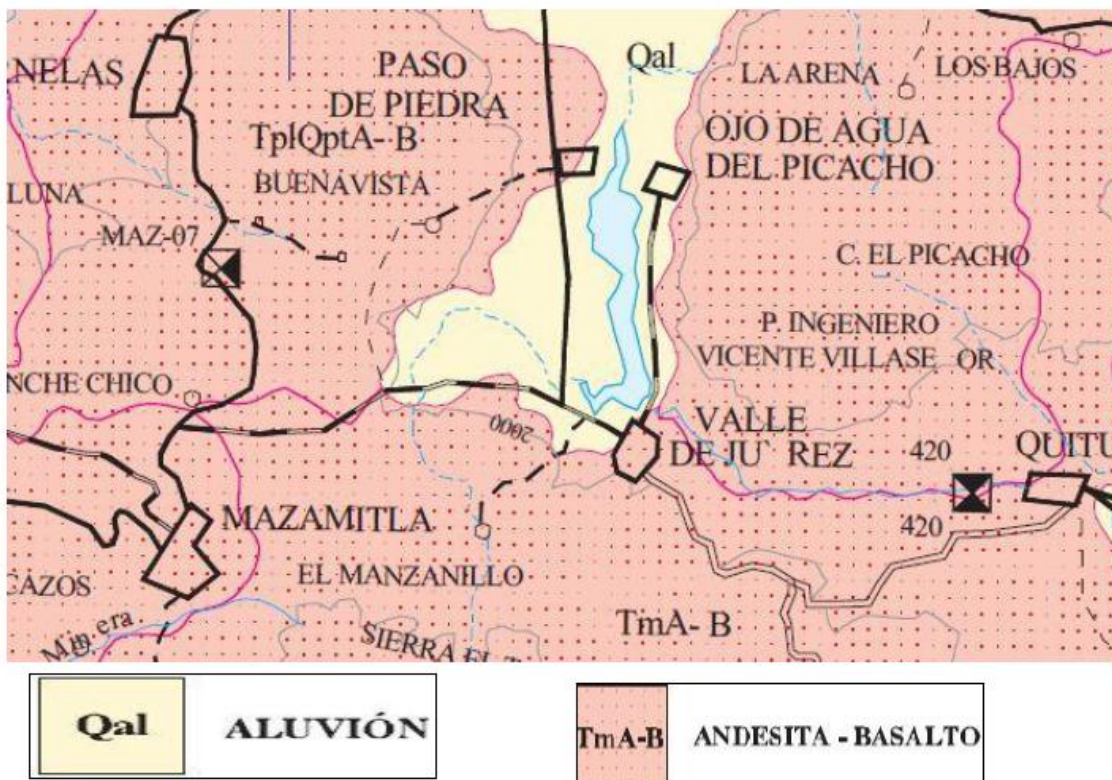 NELAS
PASO
DE PIEDRA
Qal
LA ARENA
LOS BAJOS
TplQptA- B
OJO DE AGUA
DEL PICACHO
BUENAVISTA
LUNA
MAZ-07
C. EL PICACHO
P. INGENIERO
VICENTE VILLASE OR
NCHE CHICO
2000
VALLE
DE JU` REZ
420
QUITU
MAZAMITLA
420
EL MANZANILLO
CAZOS
TmA- B
SIERRA EL
Qal ALUVIÓN
TmA-B ANDESITA - BASALTO